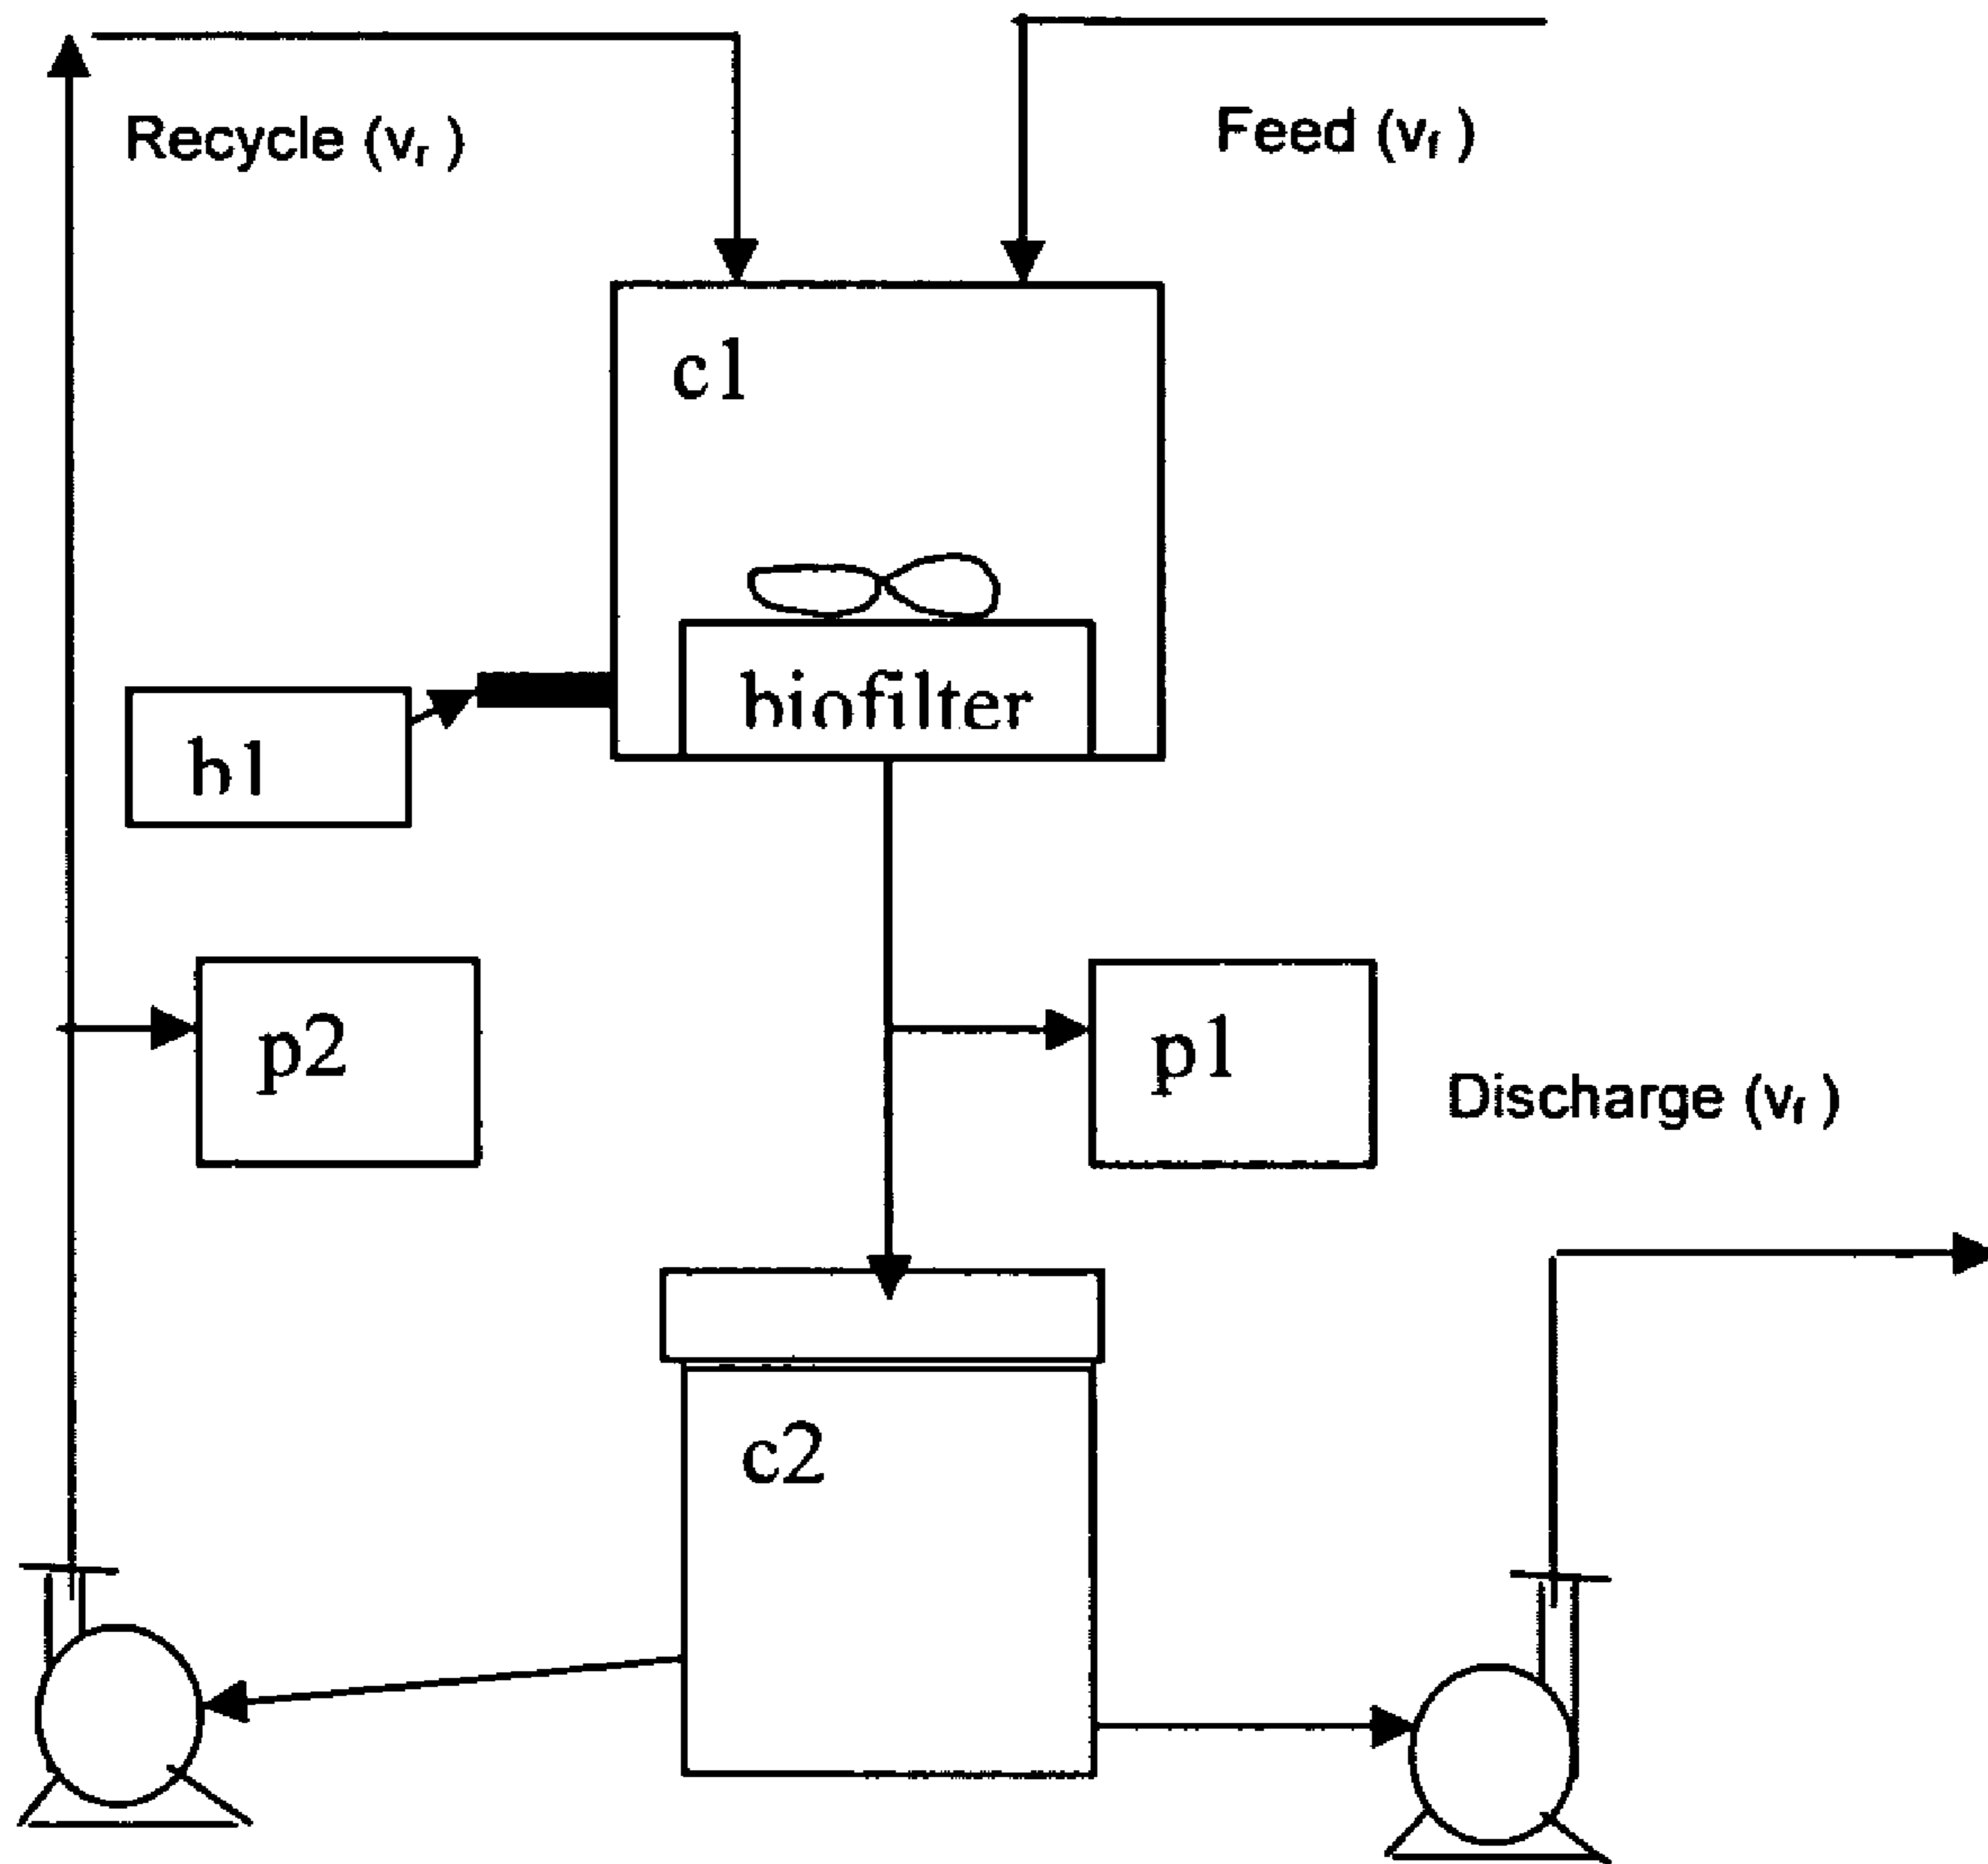 Recycle (vr )
Feed (vf )
c1
biofilter
h1
p2
p1
Discharge (vf )
c2